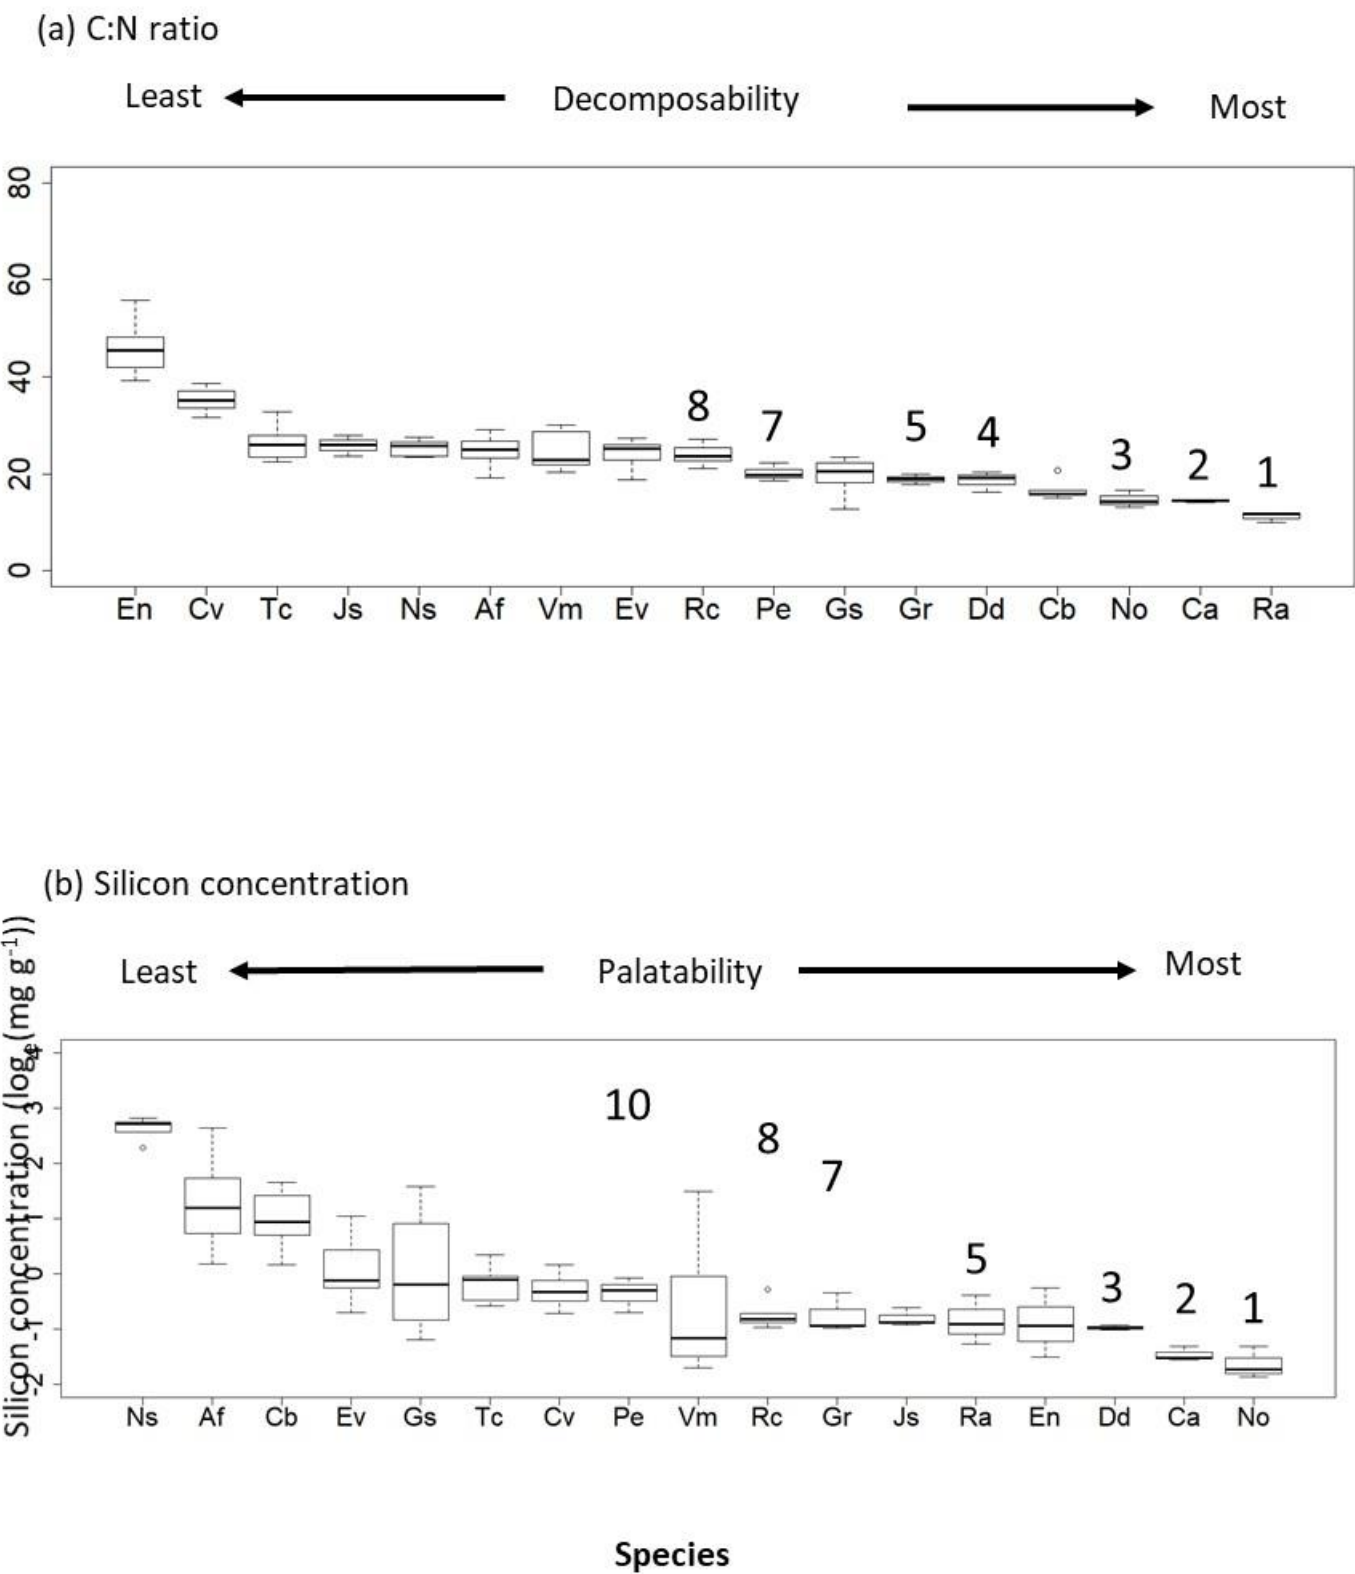 (a) C:N ratio
Least Decomposability Most
80
60
40
20
0
8 7 5 4 3 2 1
En Cv Tc Js Ns Af Vm Ev Rc Pe Gs Gr Dd Cb No Ca Ra
(b) Silicon concentration
Least Palatability Most
Silicon concentration (logₑ(mg g⁻¹))
4
3
2
1
0
-1
-2
10 8 7 5 3 2 1
Ns Af Cb Ev Gs Tc Cv Pe Vm Rc Gr Js Ra En Dd Ca No
Species